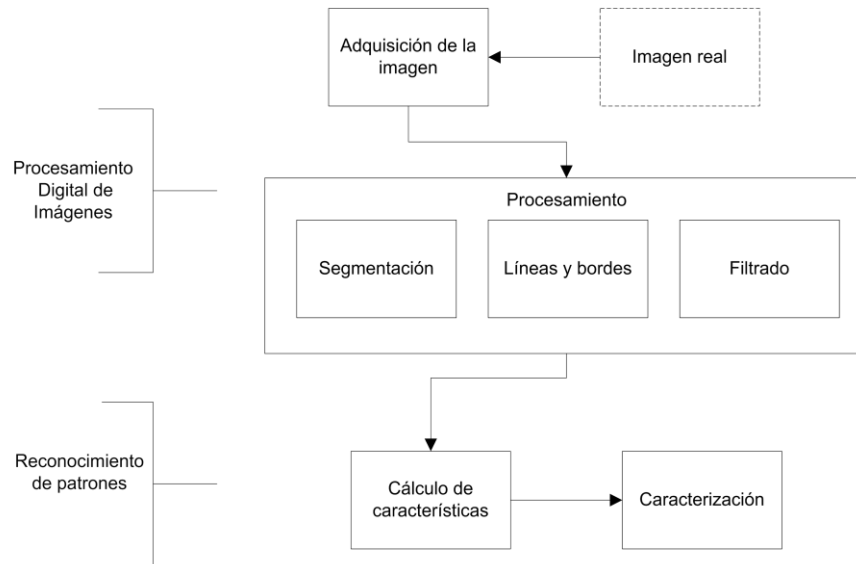 Adquisición de la
imagen
Imagen real
Procesamiento
Digital de
Imágenes
Procesamiento
Segmentación
Líneas y bordes
Filtrado
Reconocimiento
de patrones
Cálculo de
características
Caracterización